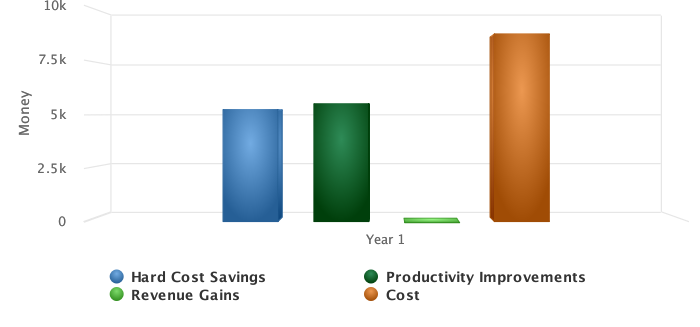 10k
7.5k
5k
2.5k
0
Money
Year 1
Hard Cost Savings
Productivity Improvements
Revenue Gains
Cost